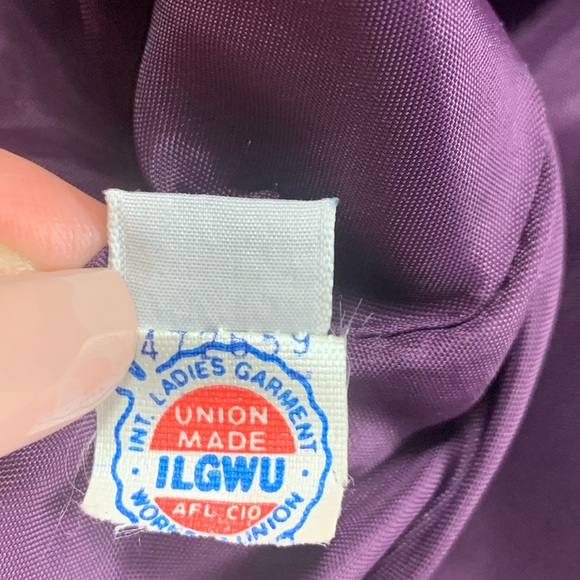 INT. LADIES GARMENT
UNION
MADE
ILGWU
AFL CIO
UNION